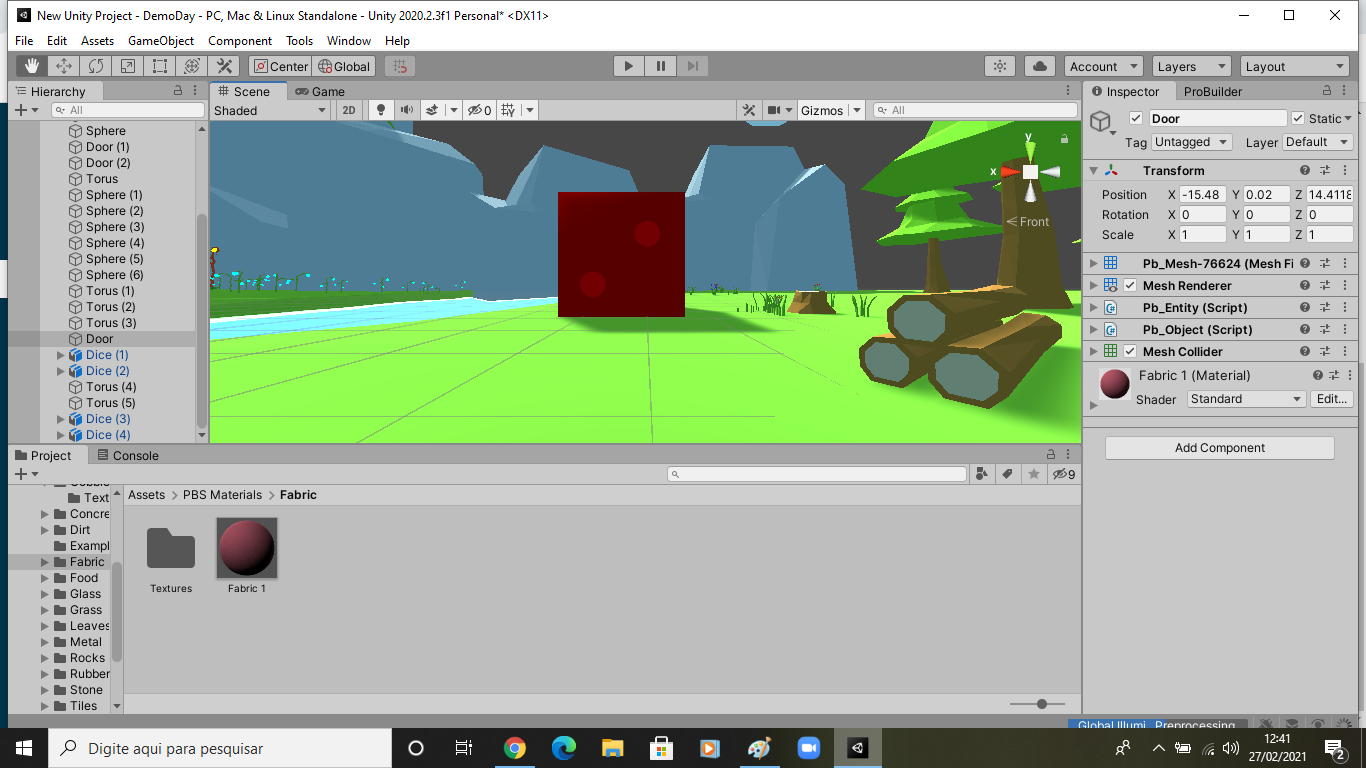 New Unity Project - DemoDay - PC, Mac & Linux Standalone - Unity 2020.2.3f1 Personal* <DX11>
File Edit Assets GameObject Component Tools Window Help
Center Global Account Layers Layout
Hierarchy
All
Sphere
Door (1)
Door (2)
Torus
Sphere (1)
Sphere (2)
Sphere (3)
Sphere (4)
Sphere (5)
Sphere (6)
Torus (1)
Torus (2)
Torus (3)
Door
Dice (1)
Dice (2)
Torus (4)
Torus (5)
Dice (3)
Dice (4)
Scene Game
Shaded 2D 0 Gizmos All
y
x
< Front
Inspector ProBuilder
Door Static
Tag Untagged Layer Default
Transform
Position X -15.48 Y 0.02 Z 14.4118
Rotation X 0 Y 0 Z 0
Scale X 1 Y 1 Z 1
Pb_Mesh-76624 (Mesh Fi
Mesh Renderer
Pb_Entity (Script)
Pb_Object (Script)
Mesh Collider
Fabric 1 (Material)
Shader Standard Edit...
Add Component
Project Console
9
Text
Concre
Dirt
Exampl
Fabric
Food
Glass
Grass
Leaves
Metal
Rocks
Rubber
Stone
Tiles
Assets > PBS Materials > Fabric
Textures Fabric 1
Global Illumi Preprocessing
Digite aqui para pesquisar
12:41
27/02/2021
2